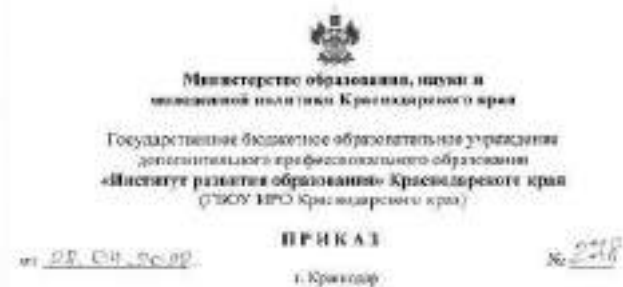 Министерство образования, науки и
молодежной политики Краснодарского края
Государственное бюджетное образовательное учреждение
дополнительного профессионального образования
«Институт развития образования» Краснодарского края
(ГБОУ ИРО Краснодарского края)
ПРИКАЗ
от
№
г. Краснодар